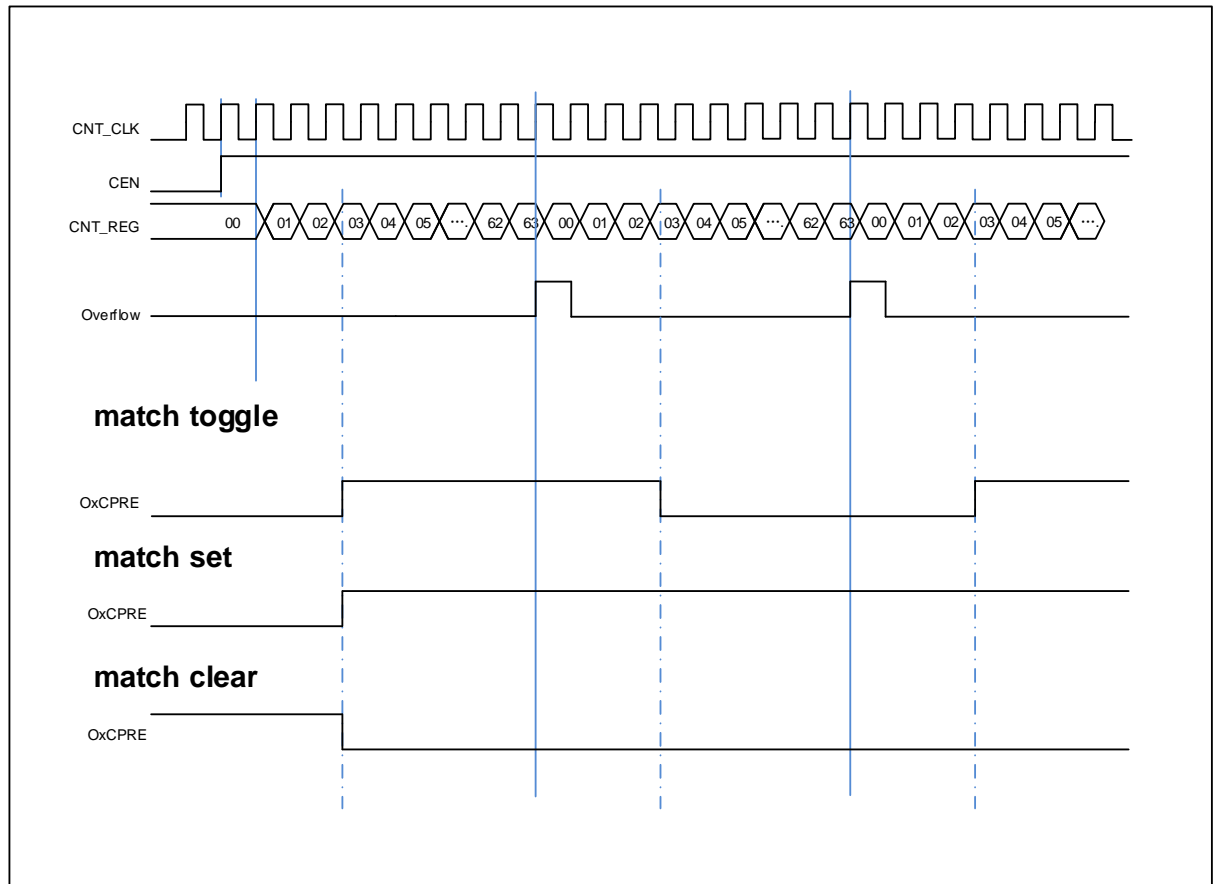 CNT_CLK
CEN
CNT_REG 00 01 02 03 04 05 ···. 62 63 00 01 02 03 04 05 ···. 62 63 00 01 02 03 04 05 ···.
Overflow
match toggle
OxCPRE
match set
OxCPRE
match clear
OxCPRE